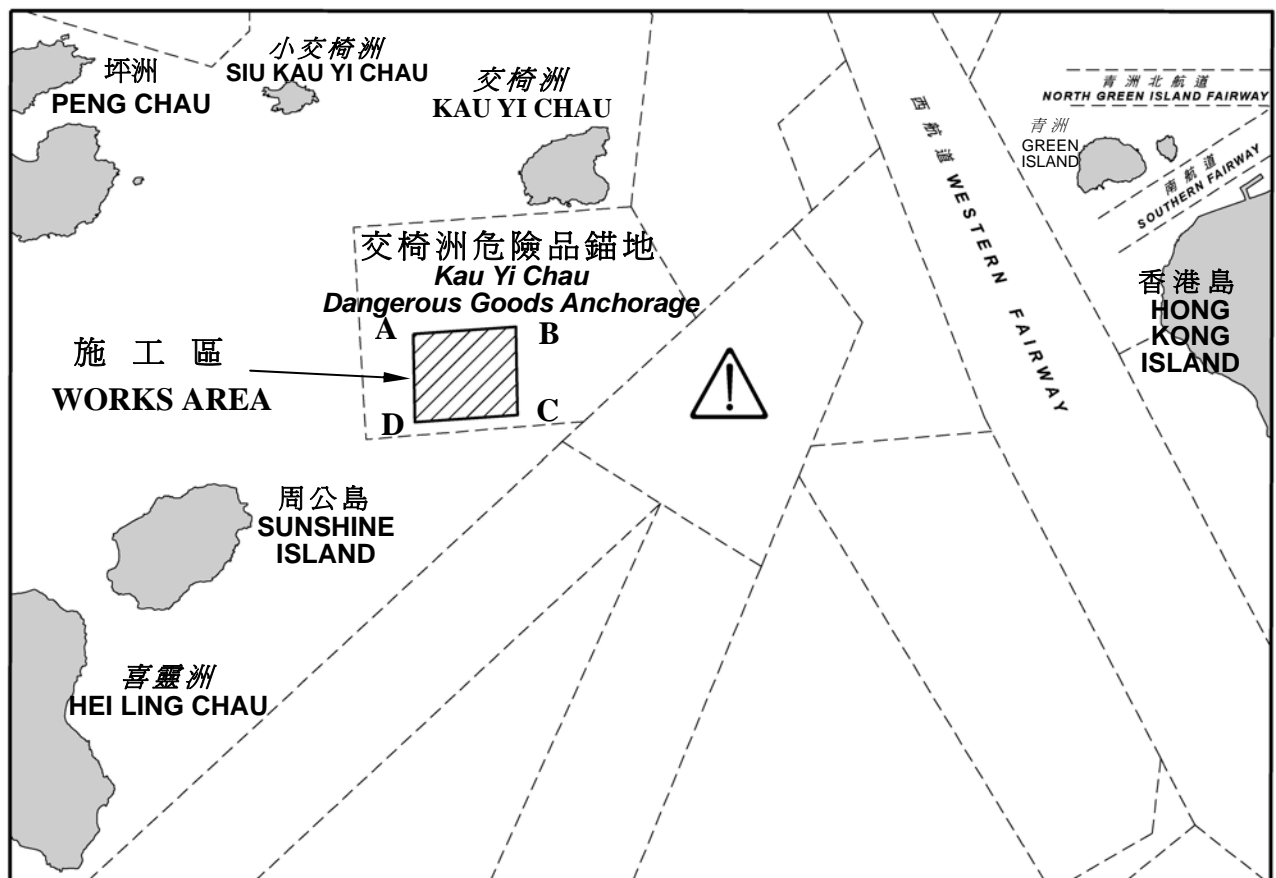 坪洲
PENG CHAU
小交椅洲
SIU KAU YI CHAU
交椅洲
KAU YI CHAU
青洲北航道
NORTH GREEN ISLAND FAIRWAY
青洲
GREEN
ISLAND
南航道
SOUTHERN FAIRWAY
西航道 WESTERN FAIRWAY
交椅洲危險品錨地
Kau Yi Chau
Dangerous Goods Anchorage
A
B
C
D
施工區
WORKS AREA
!
香港島
HONG
KONG
ISLAND
周公島
SUNSHINE
ISLAND
喜靈洲
HEI LING CHAU